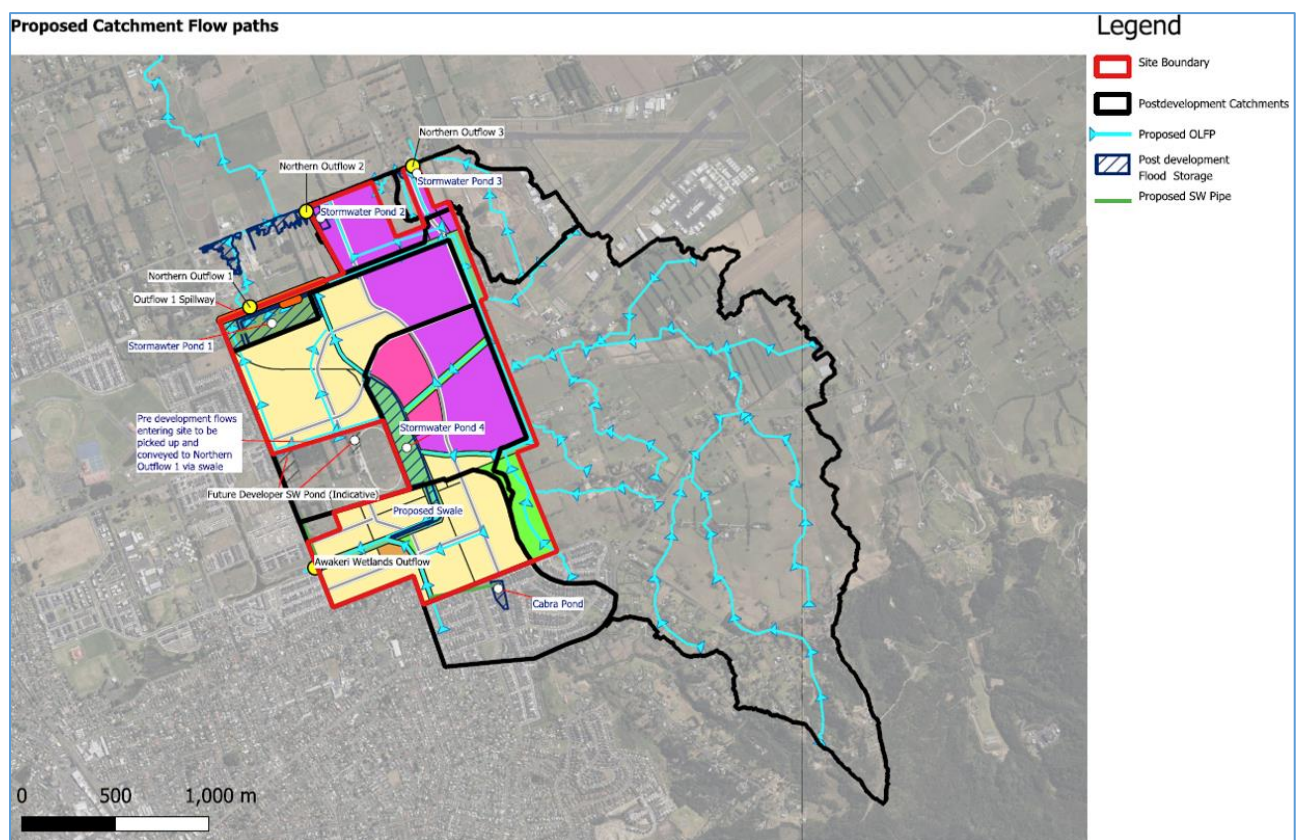 Proposed Catchment Flow paths
Legend
Site Boundary
Postdevelopment Catchments
Proposed OLFP
Post development
Flood Storage
Proposed SW Pipe
Northern Outflow 3
Northern Outflow 2
Stormwater Pond 3
Stormwater Pond 2
Northern Outflow 1
Outflow 1 Spillway
Stormawter Pond 1
Pre development flows
entering site to be
picked up and
conveyed to Northern
Outflow 1 via swale
Stormwater Pond 4
Future Developer SW Pond (Indicative)
Proposed Swale
Awakeri Wetlands Outflow
Cabra Pond
0 500 1,000 m